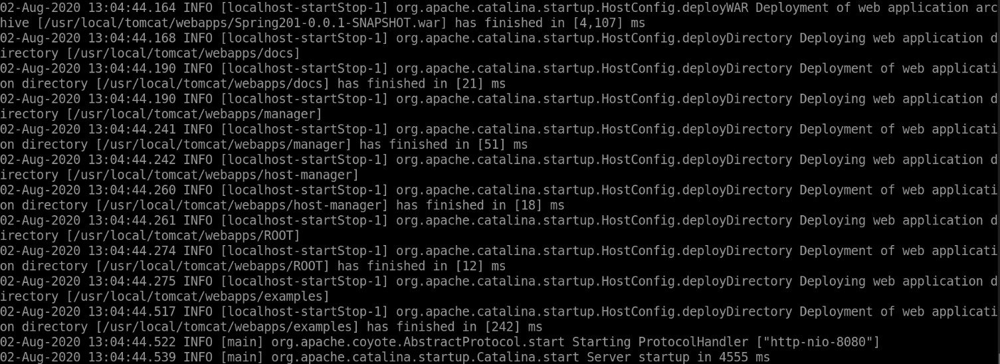 02-Aug-2020 13:04:44.164 INFO [localhost-startStop-1] org.apache.catalina.startup.HostConfig.deployWAR Deployment of web application arc
hive [/usr/local/tomcat/webapps/Spring201-0.0.1-SNAPSHOT.war] has finished in [4,107] ms
02-Aug-2020 13:04:44.168 INFO [localhost-startStop-1] org.apache.catalina.startup.HostConfig.deployDirectory Deploying web application d
irectory [/usr/local/tomcat/webapps/docs]
02-Aug-2020 13:04:44.190 INFO [localhost-startStop-1] org.apache.catalina.startup.HostConfig.deployDirectory Deployment of web applicati
on directory [/usr/local/tomcat/webapps/docs] has finished in [21] ms
02-Aug-2020 13:04:44.190 INFO [localhost-startStop-1] org.apache.catalina.startup.HostConfig.deployDirectory Deploying web application d
irectory [/usr/local/tomcat/webapps/manager]
02-Aug-2020 13:04:44.241 INFO [localhost-startStop-1] org.apache.catalina.startup.HostConfig.deployDirectory Deployment of web applicati
on directory [/usr/local/tomcat/webapps/manager] has finished in [51] ms
02-Aug-2020 13:04:44.242 INFO [localhost-startStop-1] org.apache.catalina.startup.HostConfig.deployDirectory Deploying web application d
irectory [/usr/local/tomcat/webapps/host-manager]
02-Aug-2020 13:04:44.260 INFO [localhost-startStop-1] org.apache.catalina.startup.HostConfig.deployDirectory Deployment of web applicati
on directory [/usr/local/tomcat/webapps/host-manager] has finished in [18] ms
02-Aug-2020 13:04:44.261 INFO [localhost-startStop-1] org.apache.catalina.startup.HostConfig.deployDirectory Deploying web application d
irectory [/usr/local/tomcat/webapps/ROOT]
02-Aug-2020 13:04:44.274 INFO [localhost-startStop-1] org.apache.catalina.startup.HostConfig.deployDirectory Deployment of web applicati
on directory [/usr/local/tomcat/webapps/ROOT] has finished in [12] ms
02-Aug-2020 13:04:44.275 INFO [localhost-startStop-1] org.apache.catalina.startup.HostConfig.deployDirectory Deploying web application d
irectory [/usr/local/tomcat/webapps/examples]
02-Aug-2020 13:04:44.517 INFO [localhost-startStop-1] org.apache.catalina.startup.HostConfig.deployDirectory Deployment of web applicati
on directory [/usr/local/tomcat/webapps/examples] has finished in [242] ms
02-Aug-2020 13:04:44.522 INFO [main] org.apache.coyote.AbstractProtocol.start Starting ProtocolHandler ["http-nio-8080"]
02-Aug-2020 13:04:44.539 INFO [main] org.apache.catalina.startup.Catalina.start Server startup in 4555 ms